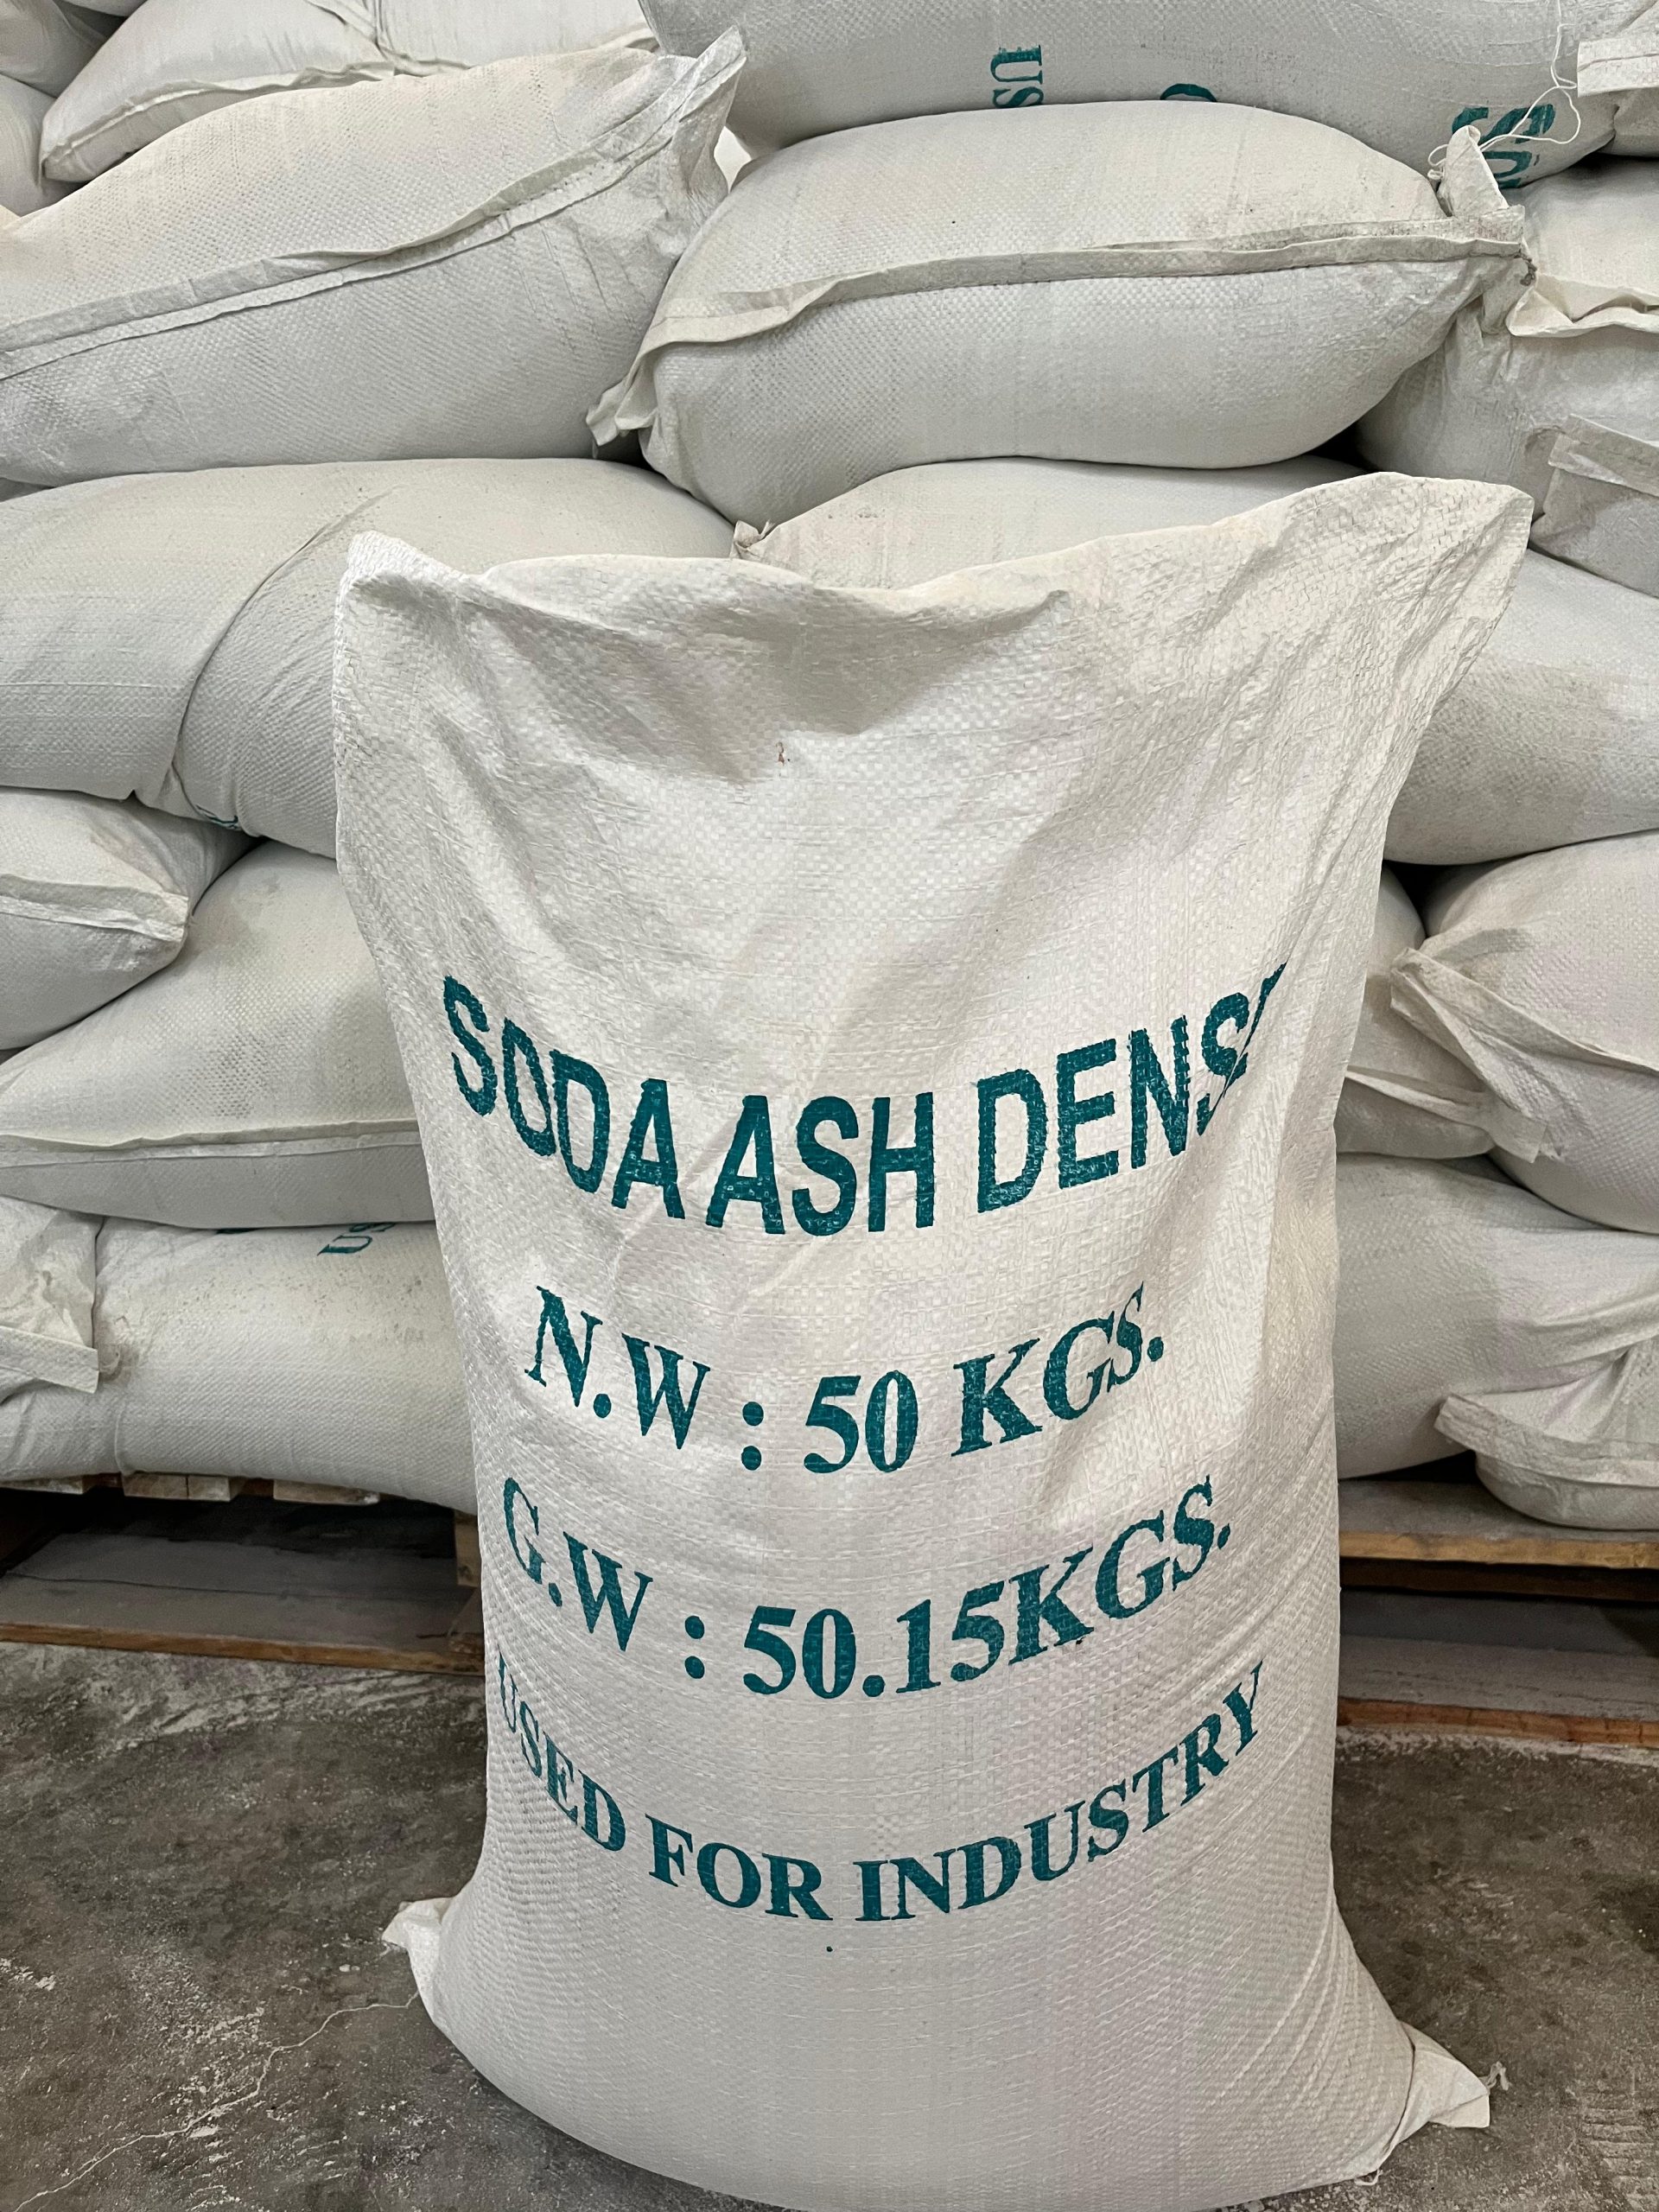 SODA ASH DENSE
N.W : 50 KGS.
G.W : 50.15KGS.
USED FOR INDUSTRY